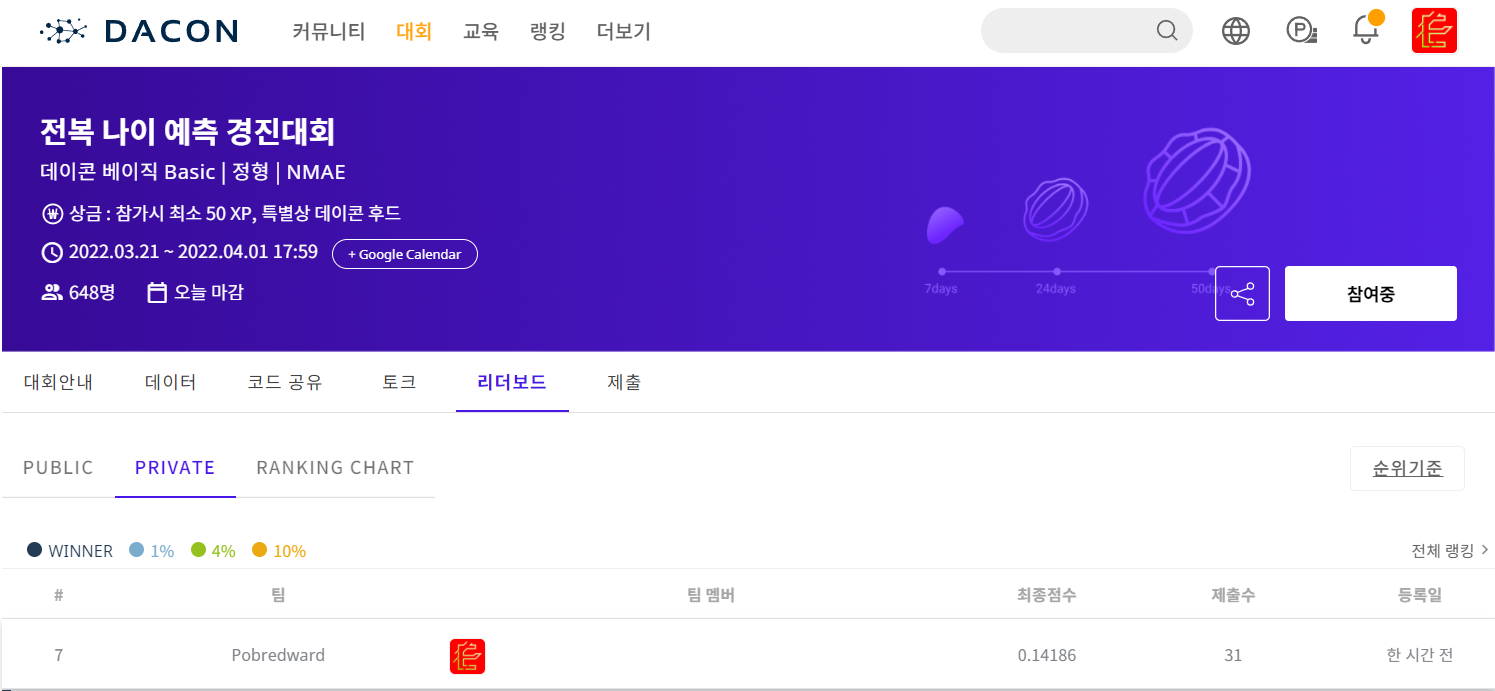 DACON 커뮤니티 대회 교육 랭킹 더보기
전복 나이 예측 경진대회
데이콘 베이직 Basic | 정형 | NMAE
₩ 상금 : 참가시 최소 50 XP, 특별상 데이콘 후드
2022.03.21 ~ 2022.04.01 17:59 + Google Calendar
648명 오늘 마감
7days 24days 50days
참여중
대회안내 데이터 코드 공유 토크 리더보드 제출
PUBLIC PRIVATE RANKING CHART 순위기준
WINNER 1% 4% 10% 전체 랭킹 >
# 팀 팀 멤버 최종점수 제출수 등록일
7 Pobredward 0.14186 31 한 시간 전